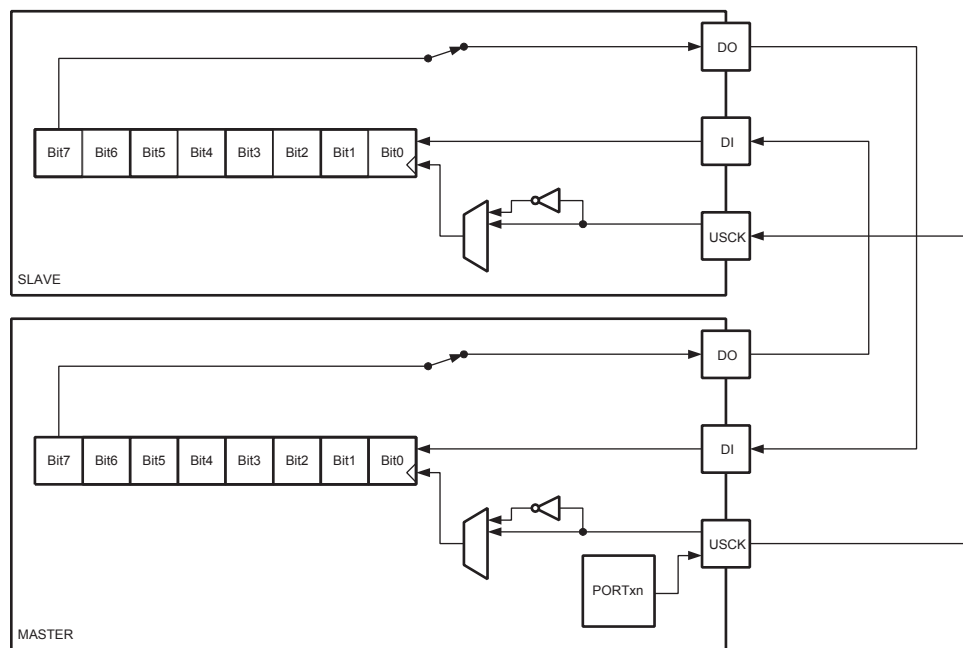 DO
Bit7 Bit6 Bit5 Bit4 Bit3 Bit2 Bit1 Bit0
DI
USCK
SLAVE
DO
Bit7 Bit6 Bit5 Bit4 Bit3 Bit2 Bit1 Bit0
DI
USCK
PORTxn
MASTER